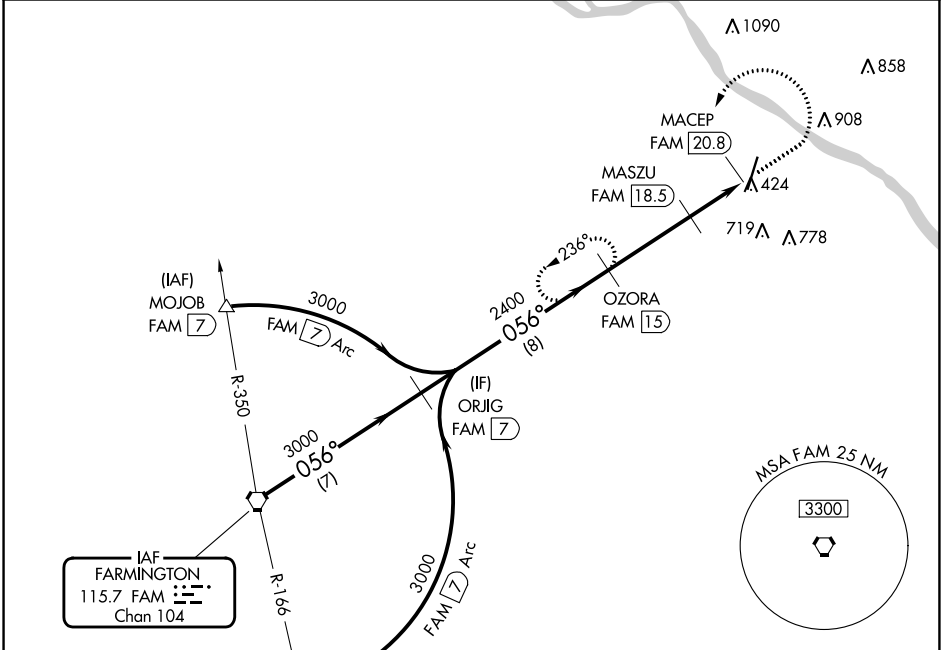 1090
858
908
MACEP
FAM 20.8
424
MASZU
FAM 18.5
719
778
236°
OZORA
FAM 15
(IAF)
MOJOB
FAM 7
3000
FAM 7 Arc
2400
056°
(8)
(IF)
ORJIG
FAM 7
R-350
3000
056°
(7)
MSA FAM 25 NM
3300
IAF
FARMINGTON
115.7 FAM
Chan 104
R-166
3000
FAM 7 Arc